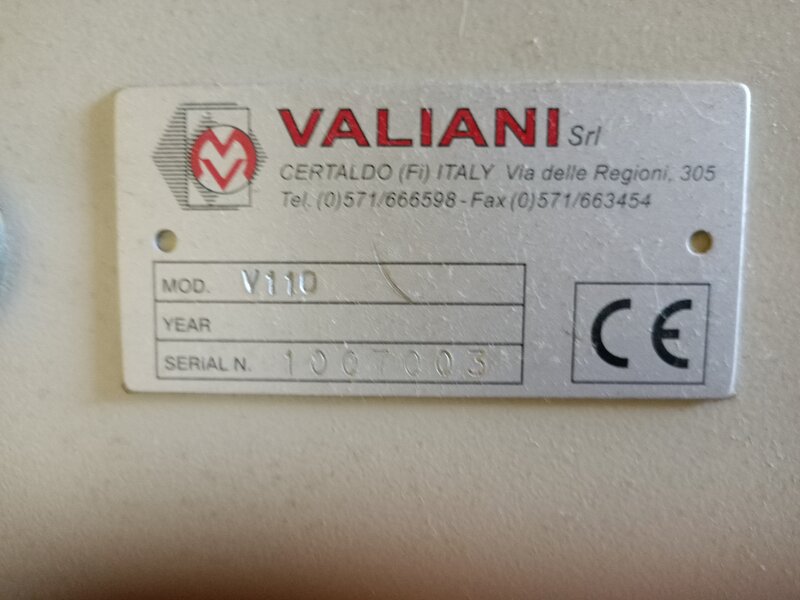 MV
VALIANI Srl
CERTALDO (Fi) ITALY Via delle Regioni, 305
Tel. (0)571/666598 - Fax (0)571/663454
MOD. V110
YEAR
SERIAL N. 1007003
CE